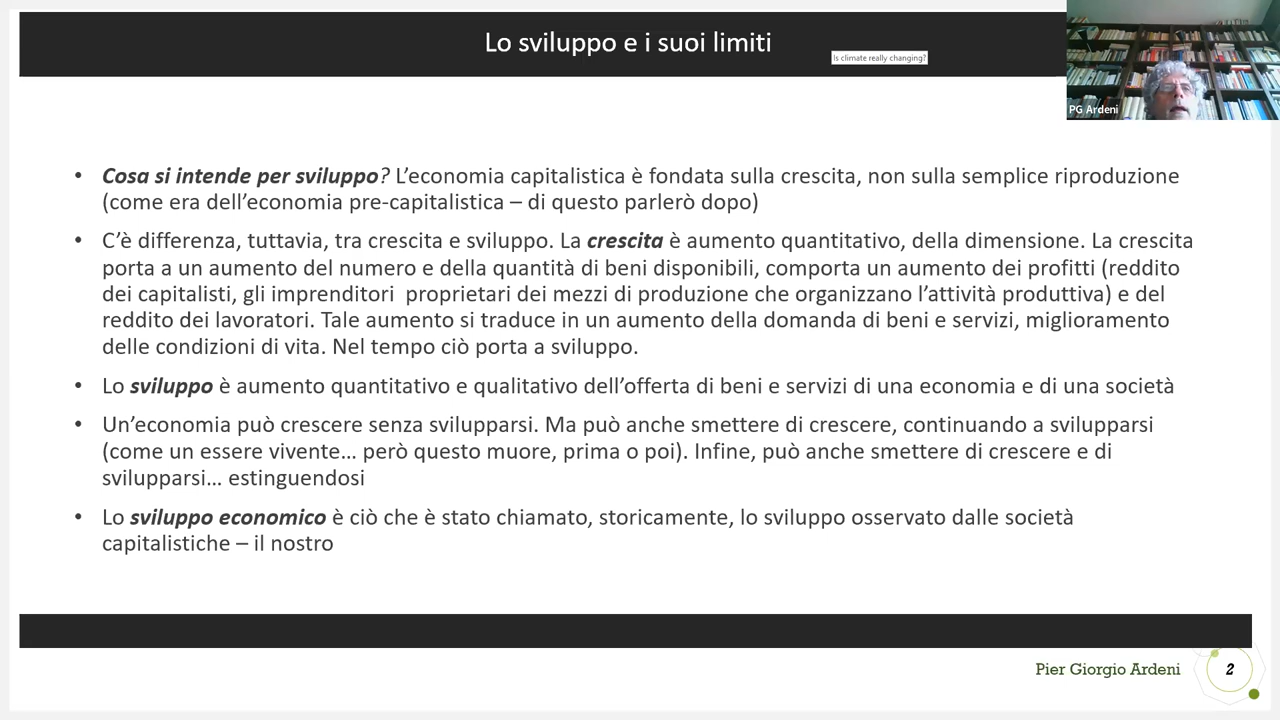 Lo sviluppo e i suoi limiti
Is climate really changing?
PG Ardeni
• Cosa si intende per sviluppo? L’economia capitalistica è fondata sulla crescita, non sulla semplice riproduzione
(come era dell’economia pre-capitalistica – di questo parlerò dopo)
• C’è differenza, tuttavia, tra crescita e sviluppo. La crescita è aumento quantitativo, della dimensione. La crescita
porta a un aumento del numero e della quantità di beni disponibili, comporta un aumento dei profitti (reddito
dei capitalisti, gli imprenditori proprietari dei mezzi di produzione che organizzano l’attività produttiva) e del
reddito dei lavoratori. Tale aumento si traduce in un aumento della domanda di beni e servizi, miglioramento
delle condizioni di vita. Nel tempo ciò porta a sviluppo.
• Lo sviluppo è aumento quantitativo e qualitativo dell’offerta di beni e servizi di una economia e di una società
• Un’economia può crescere senza svilupparsi. Ma può anche smettere di crescere, continuando a svilupparsi
(come un essere vivente… però questo muore, prima o poi). Infine, può anche smettere di crescere e di
svilupparsi… estinguendosi
• Lo sviluppo economico è ciò che è stato chiamato, storicamente, lo sviluppo osservato dalle società
capitalistiche – il nostro
Pier Giorgio Ardeni
2